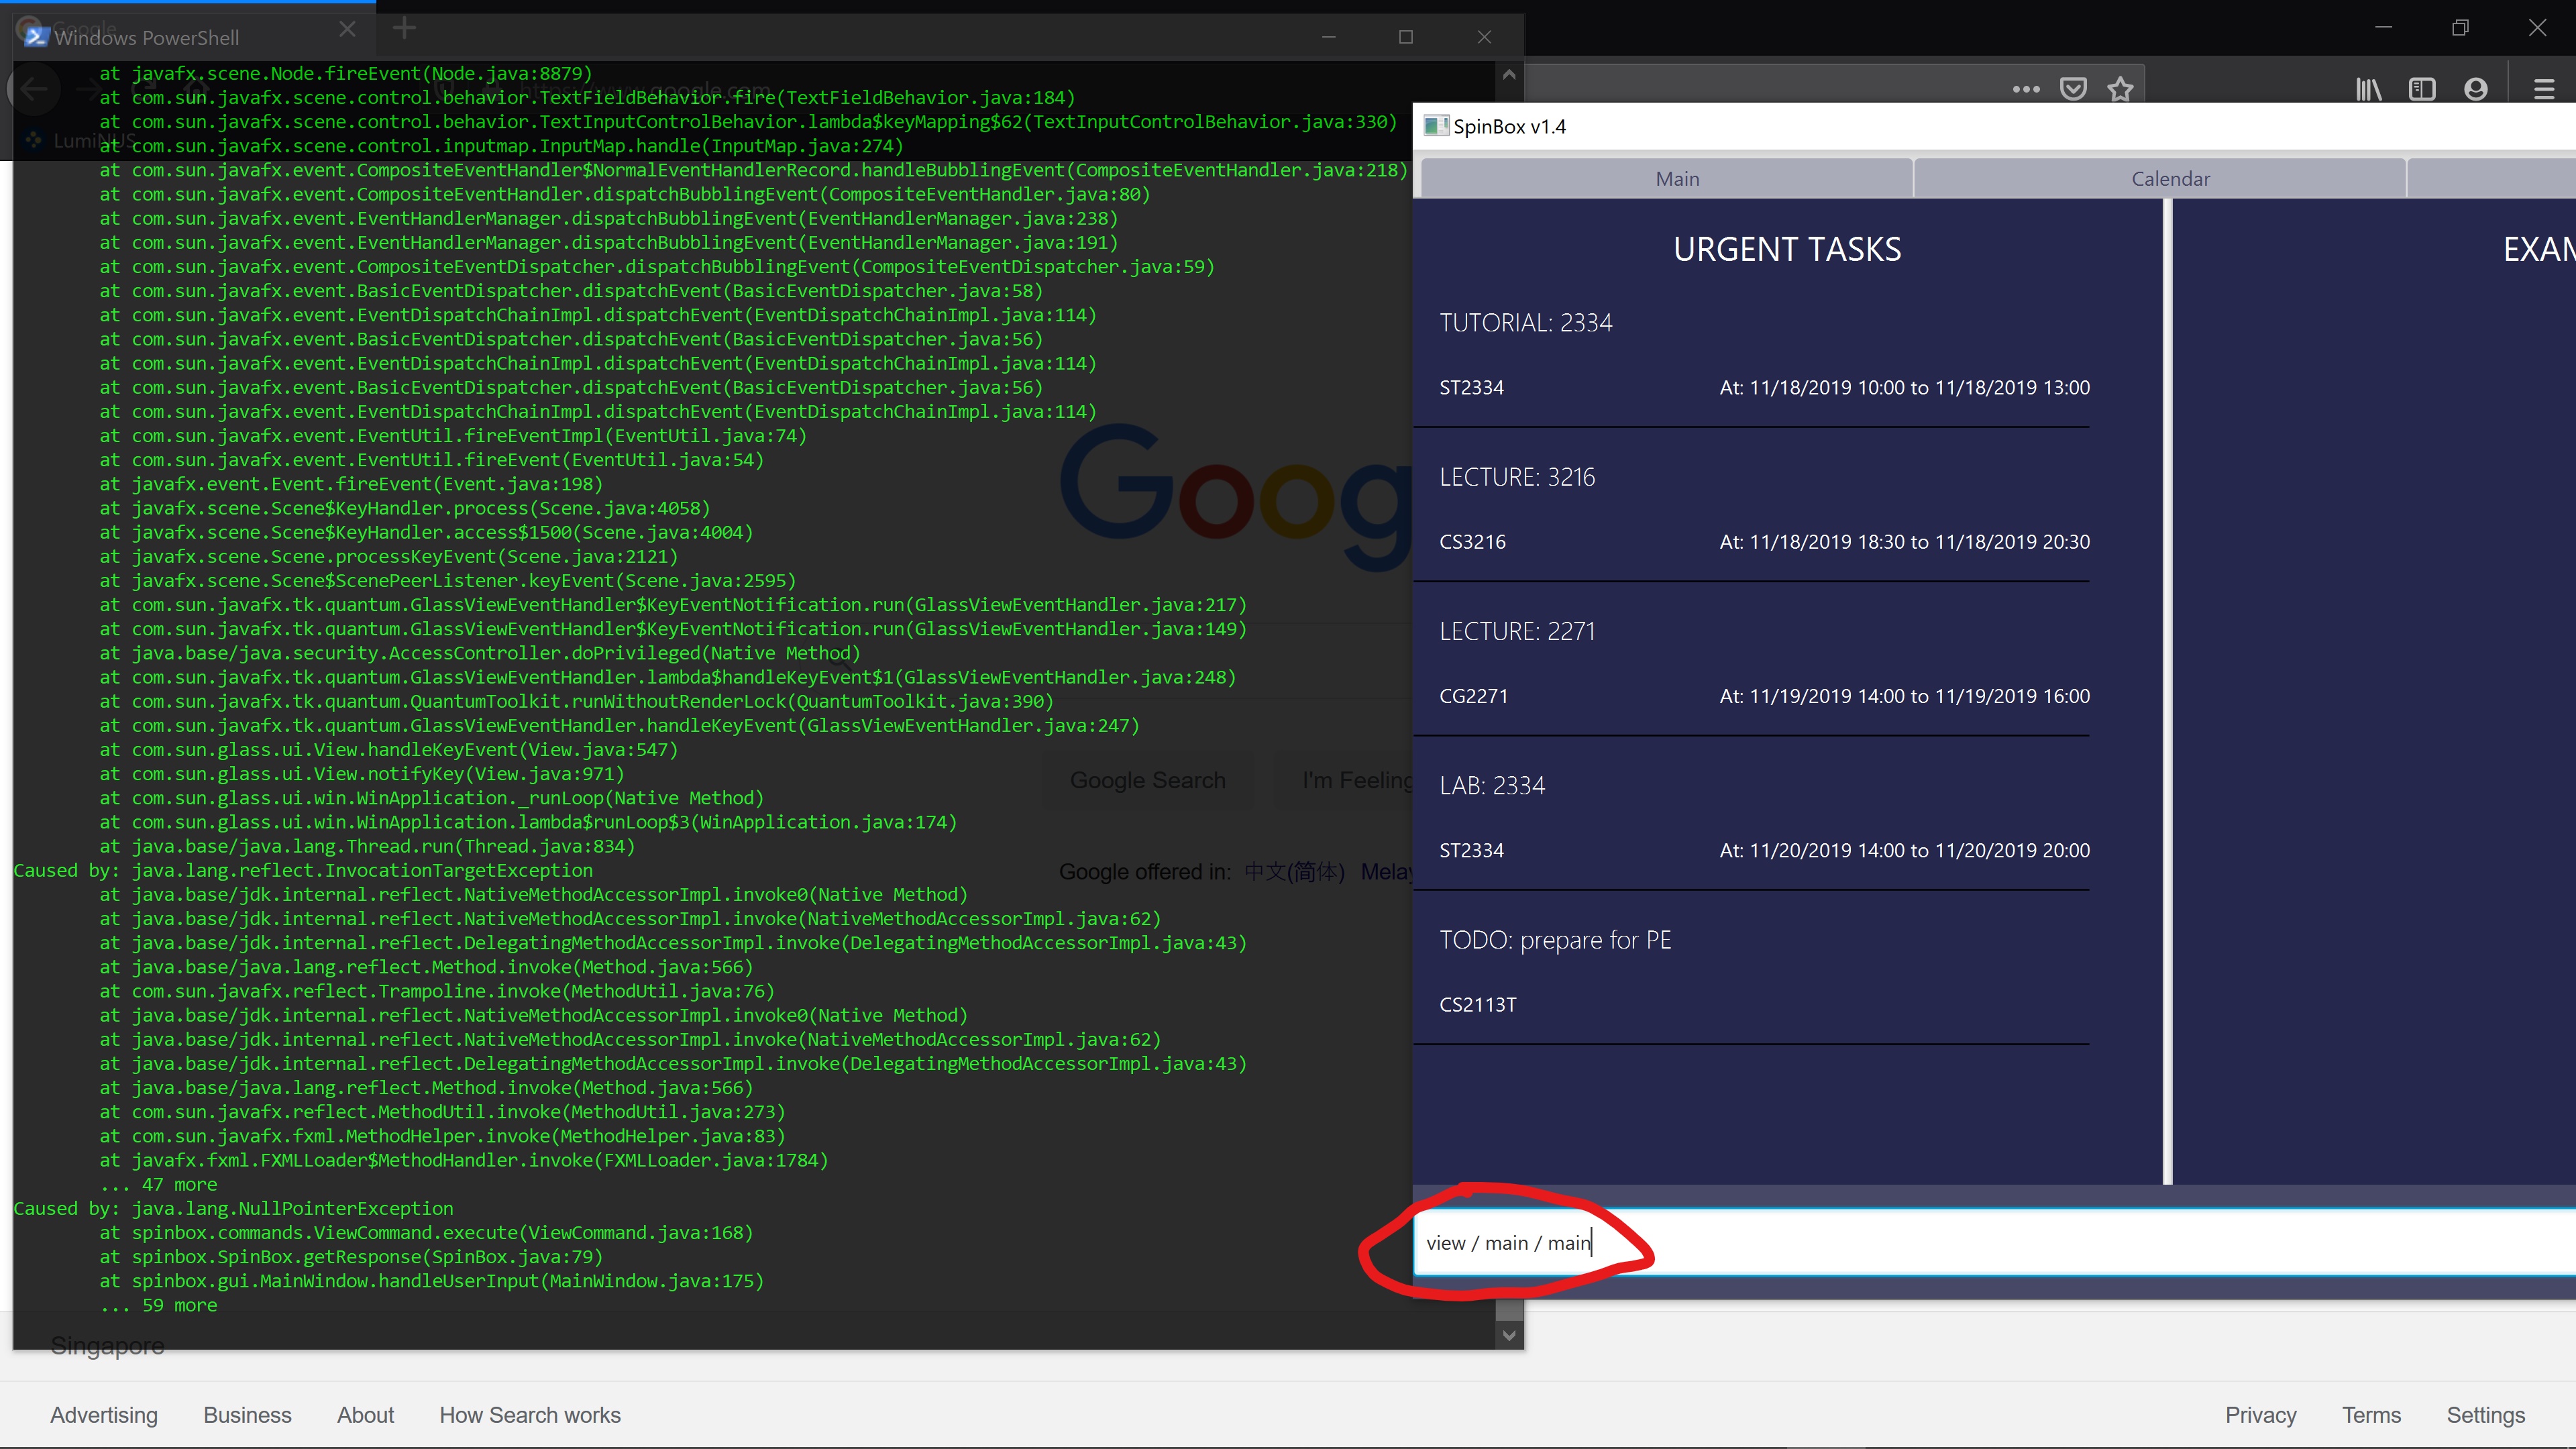 Google
Windows PowerShell
at javafx.scene.Node.fireEvent(Node.java:8879)
at com.sun.javafx.scene.control.behavior.TextFieldBehavior.fire(TextFieldBehavior.java:184)
at com.sun.javafx.scene.control.behavior.TextInputControlBehavior.lambda$keyMapping$62(TextInputControlBehavior.java:330)
LumiNUS
at com.sun.javafx.scene.control.inputmap.InputMap.handle(InputMap.java:274)
at com.sun.javafx.event.CompositeEventHandler$NormalEventHandlerRecord.handleBubblingEvent(CompositeEventHandler.java:218)
at com.sun.javafx.event.CompositeEventHandler.dispatchBubblingEvent(CompositeEventHandler.java:80)
at com.sun.javafx.event.EventHandlerManager.dispatchBubblingEvent(EventHandlerManager.java:238)
at com.sun.javafx.event.EventHandlerManager.dispatchBubblingEvent(EventHandlerManager.java:191)
at com.sun.javafx.event.CompositeEventDispatcher.dispatchBubblingEvent(CompositeEventDispatcher.java:59)
at com.sun.javafx.event.BasicEventDispatcher.dispatchEvent(BasicEventDispatcher.java:58)
at com.sun.javafx.event.EventDispatchChainImpl.dispatchEvent(EventDispatchChainImpl.java:114)
at com.sun.javafx.event.BasicEventDispatcher.dispatchEvent(BasicEventDispatcher.java:56)
at com.sun.javafx.event.EventDispatchChainImpl.dispatchEvent(EventDispatchChainImpl.java:114)
at com.sun.javafx.event.BasicEventDispatcher.dispatchEvent(BasicEventDispatcher.java:56)
at com.sun.javafx.event.EventDispatchChainImpl.dispatchEvent(EventDispatchChainImpl.java:114)
at com.sun.javafx.event.EventUtil.fireEventImpl(EventUtil.java:74)
at com.sun.javafx.event.EventUtil.fireEvent(EventUtil.java:54)
at javafx.event.Event.fireEvent(Event.java:198)
at javafx.scene.Scene$KeyHandler.process(Scene.java:4058)
at javafx.scene.Scene$KeyHandler.access$1500(Scene.java:4004)
at javafx.scene.Scene.processKeyEvent(Scene.java:2121)
at javafx.scene.Scene$ScenePeerListener.keyEvent(Scene.java:2595)
at com.sun.javafx.tk.quantum.GlassViewEventHandler$KeyEventNotification.run(GlassViewEventHandler.java:217)
at com.sun.javafx.tk.quantum.GlassViewEventHandler$KeyEventNotification.run(GlassViewEventHandler.java:149)
at java.base/java.security.AccessController.doPrivileged(Native Method)
at com.sun.javafx.tk.quantum.GlassViewEventHandler.lambda$handleKeyEvent$1(GlassViewEventHandler.java:248)
at com.sun.javafx.tk.quantum.QuantumToolkit.runWithoutRenderLock(QuantumToolkit.java:390)
at com.sun.javafx.tk.quantum.GlassViewEventHandler.handleKeyEvent(GlassViewEventHandler.java:247)
at com.sun.glass.ui.View.handleKeyEvent(View.java:547)
at com.sun.glass.ui.View.notifyKey(View.java:971)
at com.sun.glass.ui.win.WinApplication._runLoop(Native Method)
at com.sun.glass.ui.win.WinApplication.lambda$runLoop$3(WinApplication.java:174)
at java.base/java.lang.Thread.run(Thread.java:834)
Caused by: java.lang.reflect.InvocationTargetException
at java.base/jdk.internal.reflect.NativeMethodAccessorImpl.invoke0(Native Method)
at java.base/jdk.internal.reflect.NativeMethodAccessorImpl.invoke(NativeMethodAccessorImpl.java:62)
at java.base/jdk.internal.reflect.DelegatingMethodAccessorImpl.invoke(DelegatingMethodAccessorImpl.java:43)
at java.base/java.lang.reflect.Method.invoke(Method.java:566)
at com.sun.javafx.reflect.Trampoline.invoke(MethodUtil.java:76)
at java.base/jdk.internal.reflect.NativeMethodAccessorImpl.invoke0(Native Method)
at java.base/jdk.internal.reflect.NativeMethodAccessorImpl.invoke(NativeMethodAccessorImpl.java:62)
at java.base/jdk.internal.reflect.DelegatingMethodAccessorImpl.invoke(DelegatingMethodAccessorImpl.java:43)
at java.base/java.lang.reflect.Method.invoke(Method.java:566)
at com.sun.javafx.reflect.MethodUtil.invoke(MethodUtil.java:273)
at com.sun.javafx.fxml.MethodHelper.invoke(MethodHelper.java:83)
at javafx.fxml.FXMLLoader$MethodHandler.invoke(FXMLLoader.java:1784)
... 47 more
Caused by: java.lang.NullPointerException
at spinbox.commands.ViewCommand.execute(ViewCommand.java:168)
at spinbox.SpinBox.getResponse(SpinBox.java:79)
at spinbox.gui.MainWindow.handleUserInput(MainWindow.java:175)
... 59 more
Goog
Google Search I'm Feeling
Google offered in: 中文(简体) Melay
Singapore
Advertising Business About How Search works
Privacy Terms Settings
SpinBox v1.4
Main Calendar
URGENT TASKS
EXAM
TUTORIAL: 2334
ST2334 At: 11/18/2019 10:00 to 11/18/2019 13:00
LECTURE: 3216
CS3216 At: 11/18/2019 18:30 to 11/18/2019 20:30
LECTURE: 2271
CG2271 At: 11/19/2019 14:00 to 11/19/2019 16:00
LAB: 2334
ST2334 At: 11/20/2019 14:00 to 11/20/2019 20:00
TODO: prepare for PE
CS2113T
view / main / main